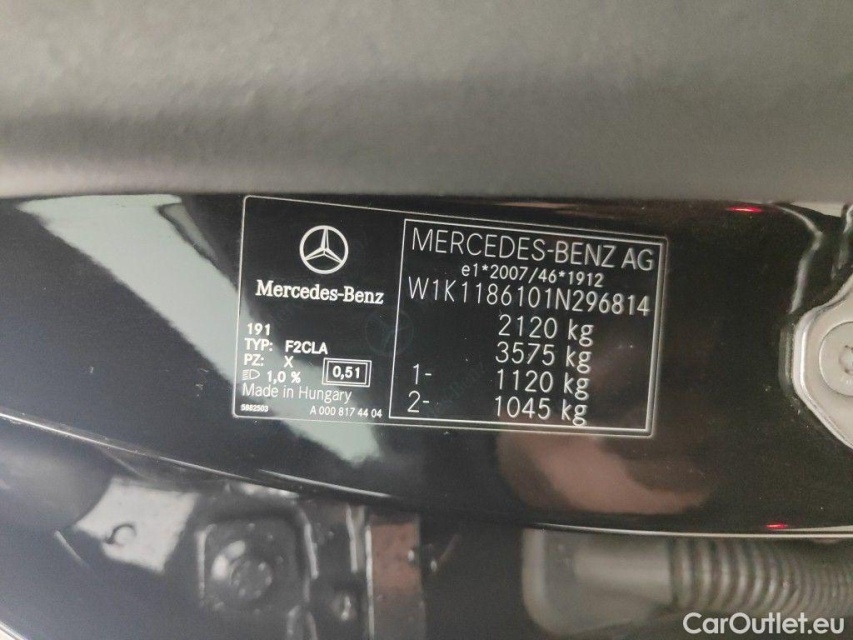 Mercedes-Benz
191
TYP: F2CLA
PZ: X
1,0 % 0,51
Made in Hungary
5882503 A 000 817 44 04
MERCEDES-BENZ AG
e1*2007/46*1912
W1K1186101N296814
2120 kg
3575 kg
1- 1120 kg
2- 1045 kg
CarOutlet.eu